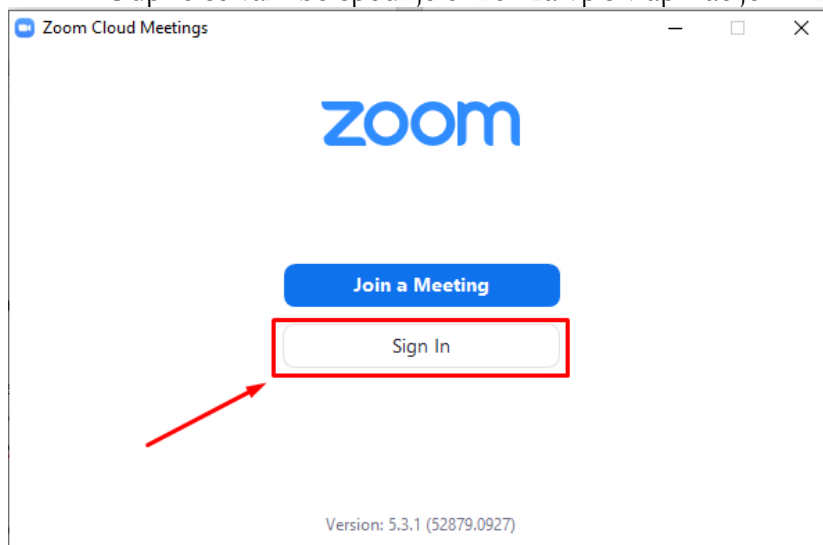 Zoom Cloud Meetings
zoom
Join a Meeting
Sign In
Version: 5.3.1 (52879.0927)